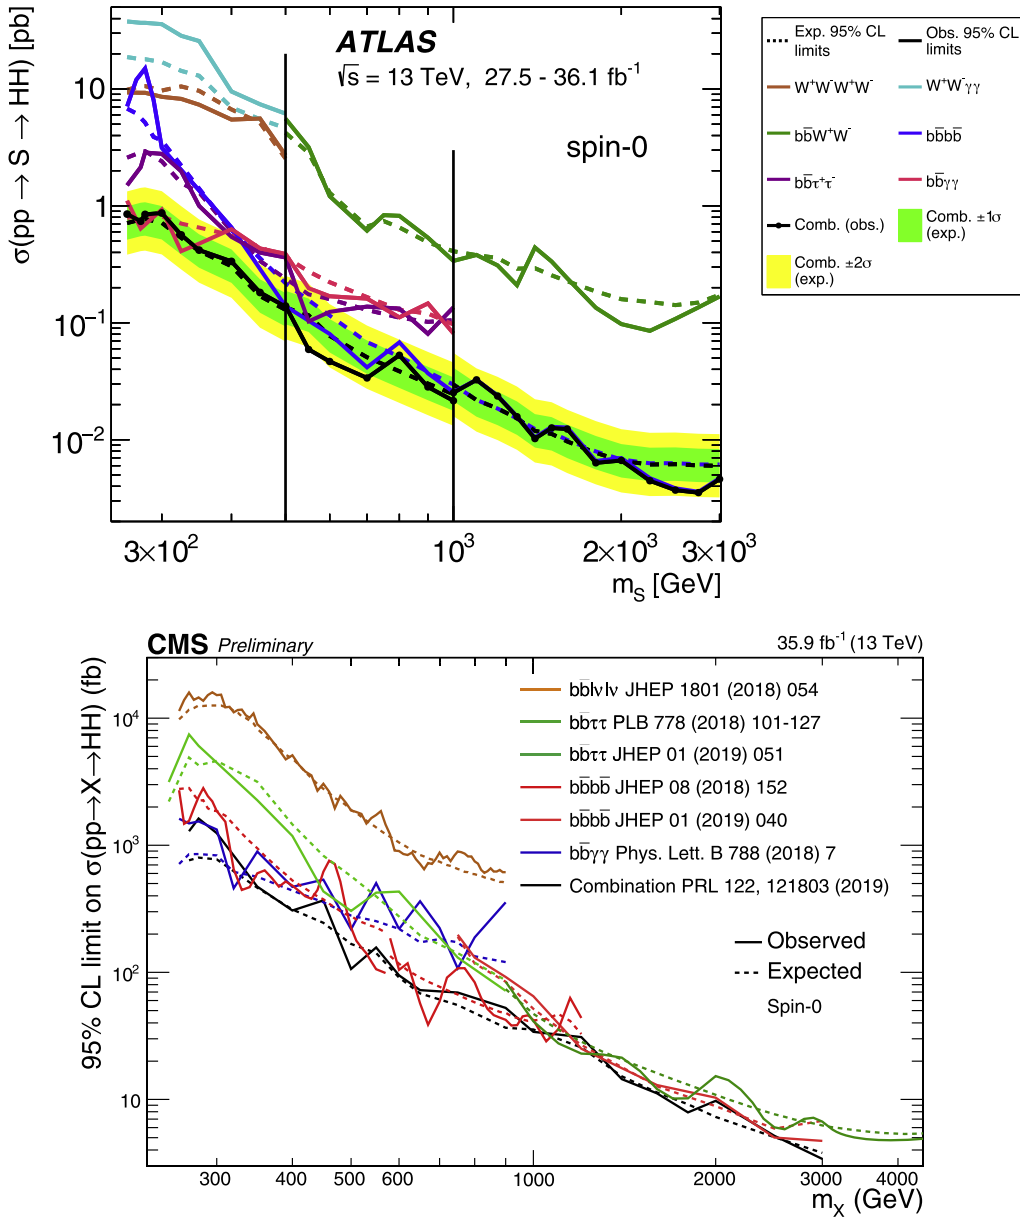 ATLAS
√s = 13 TeV, 27.5 - 36.1 fb⁻¹
spin-0
σ(pp → S → HH) [pb]
10
1
10⁻¹
10⁻²
3×10² 10³ 2×10³ 3×10³
m_S [GeV]
Exp. 95% CL limits
Obs. 95% CL limits
W⁺W⁻W⁺W⁻
W⁺W⁻γγ
bb̄W⁺W⁻
bb̄bb̄
bb̄τ⁺τ⁻
bb̄γγ
Comb. (obs.)
Comb. ±1σ (exp.)
Comb. ±2σ (exp.)
CMS Preliminary
35.9 fb⁻¹ (13 TeV)
95% CL limit on σ(pp→X→HH) (fb)
10⁴
10³
10²
10
bb̄lνlν JHEP 1801 (2018) 054
bb̄ττ PLB 778 (2018) 101-127
bb̄ττ JHEP 01 (2019) 051
bb̄bb̄ JHEP 08 (2018) 152
bb̄bb̄ JHEP 01 (2019) 040
bb̄γγ Phys. Lett. B 788 (2018) 7
Combination PRL 122, 121803 (2019)
Observed
Expected
Spin-0
300 400 500 600 1000 2000 3000 4000
m_X (GeV)